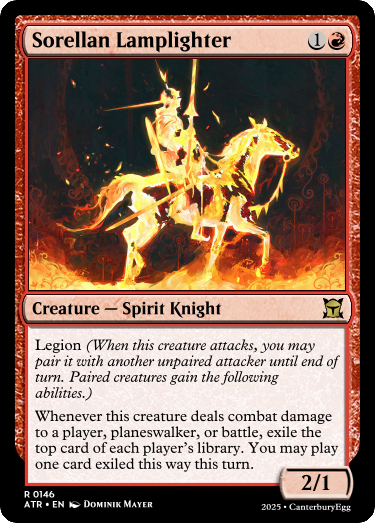 Sorellan Lamplighter 1
Creature — Spirit Knight
Legion (When this creature attacks, you may
pair it with another unpaired attacker until end of
turn. Paired creatures gain the following
abilities.)
Whenever this creature deals combat damage
to a player, planeswalker, or battle, exile the
top card of each player's library. You may play
one card exiled this way this turn.
2/1
R 0146
ATR • EN Dominik Mayer
2025 • CanterburyEgg